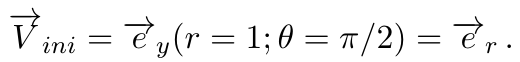 $\overrightarrow{V}_{ini} = \overrightarrow{e}_y(r = 1; \theta = \pi/2) = \overrightarrow{e}_r \, .$